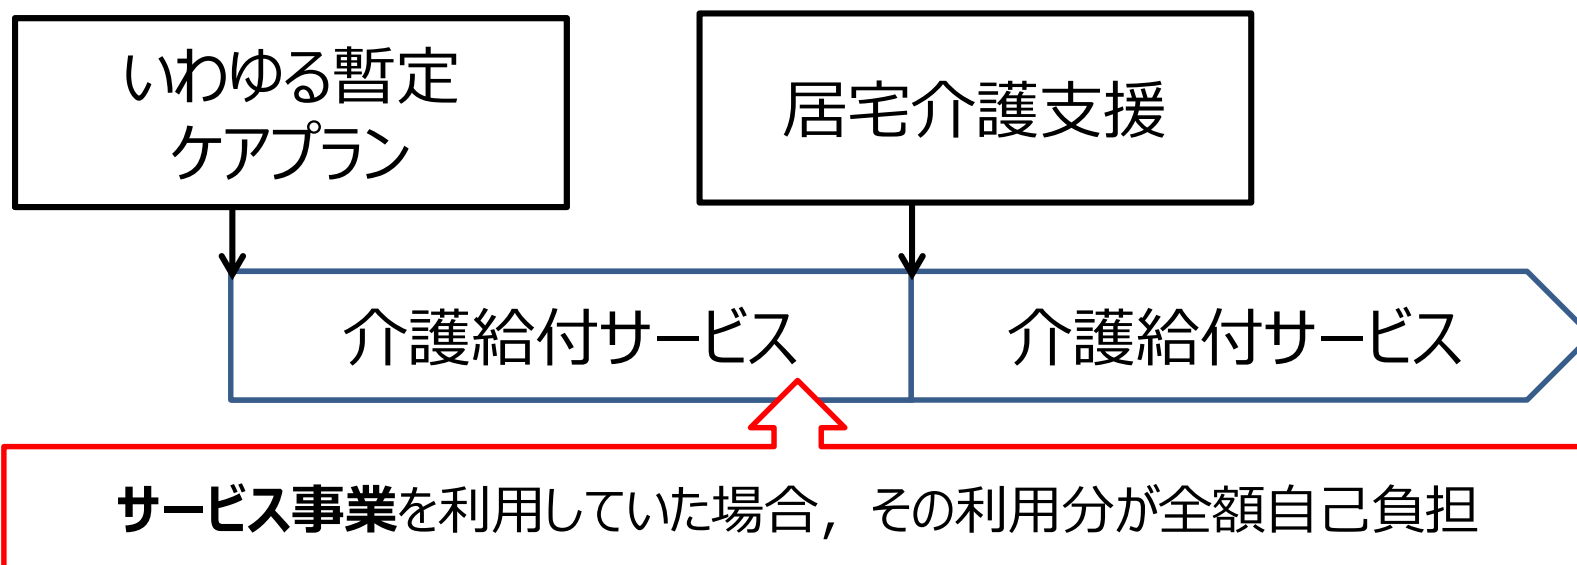 いわゆる暫定
ケアプラン
居宅介護支援
介護給付サービス
介護給付サービス
サービス事業を利用していた場合，その利用分が全額自己負担